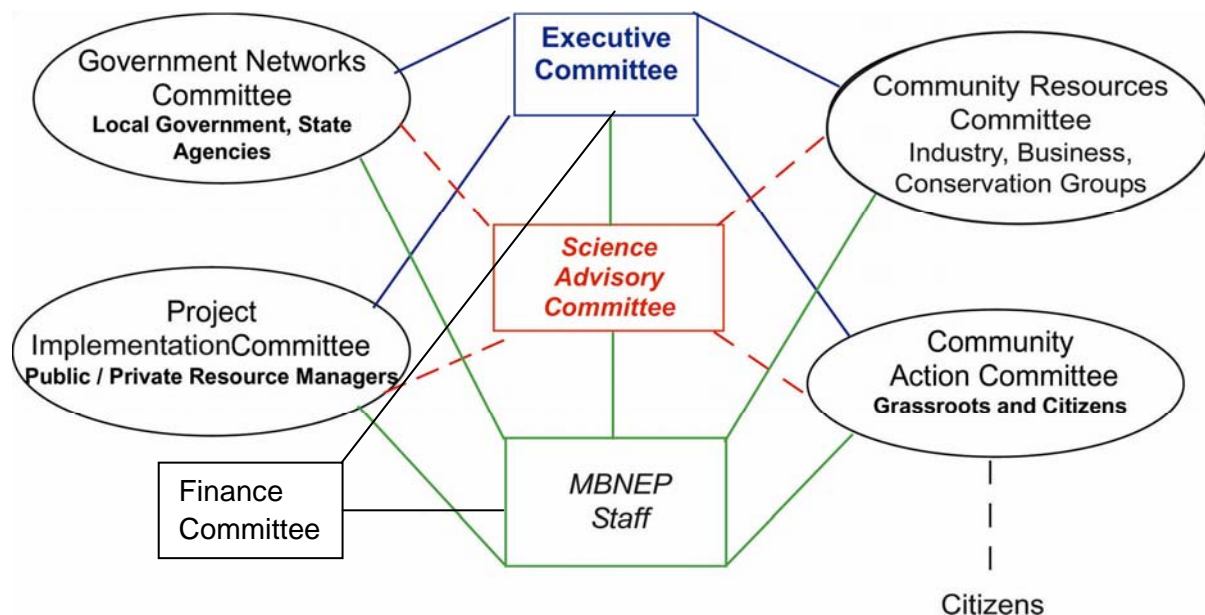 Executive
Committee
Government Networks
Committee
Local Government, State
Agencies
Community Resources
Committee
Industry, Business,
Conservation Groups
Science
Advisory
Committee
Project
ImplementationCommittee
Public / Private Resource Managers
Community
Action Committee
Grassroots and Citizens
Finance
Committee
MBNEP
Staff
Citizens